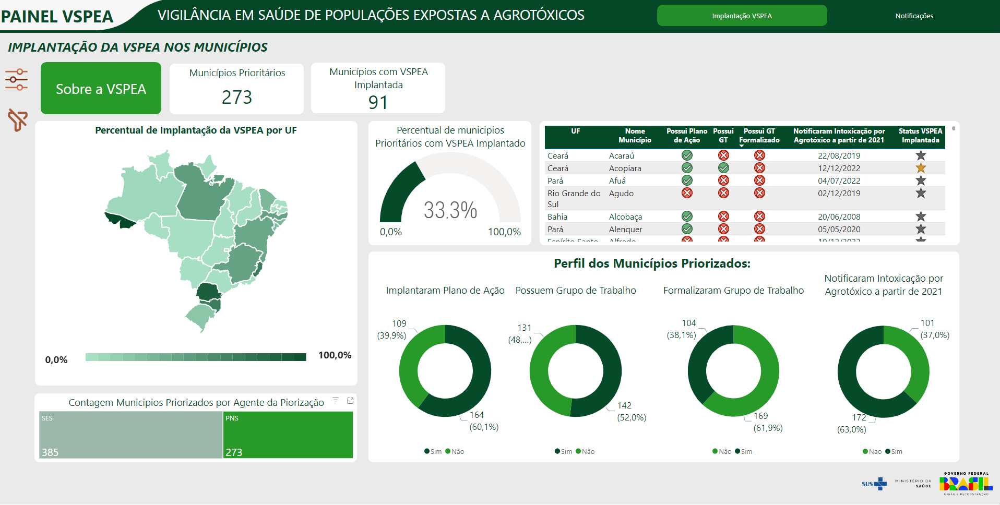 PAINEL VSPEA
VIGILÂNCIA EM SAÚDE DE POPULAÇÕES EXPOSTAS A AGROTÓXICOS
Implantação VSPEA
Notificações
IMPLANTAÇÃO DA VSPEA NOS MUNICÍPIOS
Sobre a VSPEA
Municípios Prioritários
273
Municípios com VSPEA
Implantada
91
Percentual de Implantação da VSPEA por UF
0,0%
100,0%
Contagem Municipios Priorizados por Agente da Piorização
SES
385
PNS
273
Percentual de municipios
Prioritários com VSPEA Implantado
33,3%
0,0%
100,0%
UF Nome Município Possui Plano de Ação Possui GT Possui GT Formalizado Notificaram Intoxicação por Agrotóxico a partir de 2021 Status VSPEA Implantada
Ceará Acaraú 22/08/2019
Ceará Acopiara 12/12/2022
Pará Afuá 04/07/2022
Rio Grande do Sul Agudo 02/12/2019
Bahia Alcobaça 20/06/2008
Pará Alenquer 05/05/2020
Espírito Santo Alfredo 10/12/2022
Perfil dos Municípios Priorizados:
Implantaram Plano de Ação
109
(39,9%)
164
(60,1%)
Sim Não
Possuem Grupo de Trabalho
131
(48,...)
142
(52,0%)
Sim Não
Formalizaram Grupo de Trabalho
104
(38,1%)
169
(61,9%)
Não Sim
Notificaram Intoxicação por
Agrotóxico a partir de 2021
101
(37,0%)
172
(63,0%)
Nao Sim
SUS
MINISTÉRIO DA
SAÚDE
GOVERNO FEDERAL
BRASIL
UNIÃO E RECONSTRUÇÃO